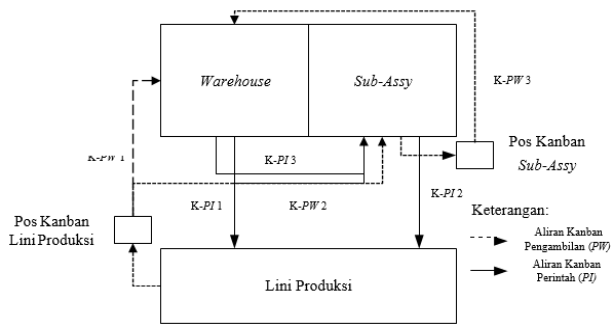 Warehouse
Sub-Assy
K-PW 3
K-PW 1
K-PI 3
Pos Kanban
Sub-Assy
K-PI 1
K-PW 2
K-PI 2
Pos Kanban
Lini Produksi
Keterangan:
Aliran Kanban
Pengambilan (PW)
Aliran Kanban
Perintah (PI)
Lini Produksi